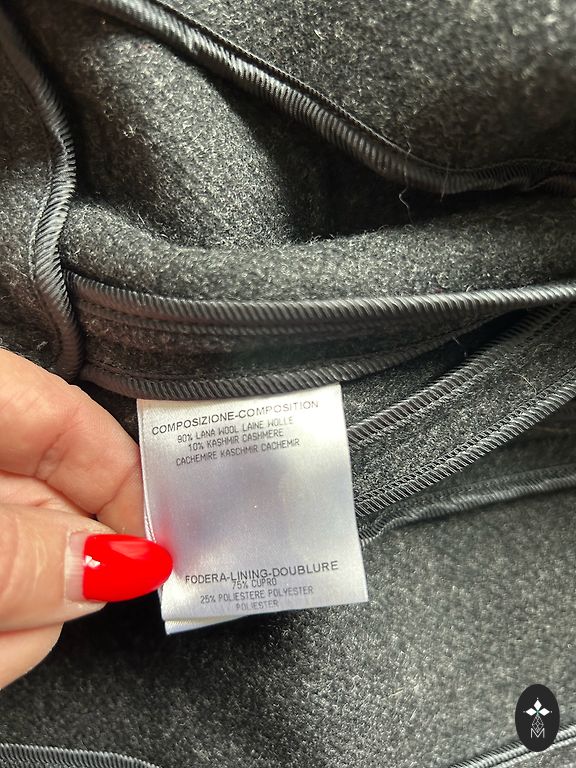 COMPOSIZIONE-COMPOSITION
90% LANA WOOL LAINE WOLLE
10% KASHMIR CASHMERE
CACHEMIRE KASCHMIR CACHEMIR
FODERA-LINING-DOUBLURE
75% CUPRO
25% POLIESTERE POLYESTER
POLIESTER
M